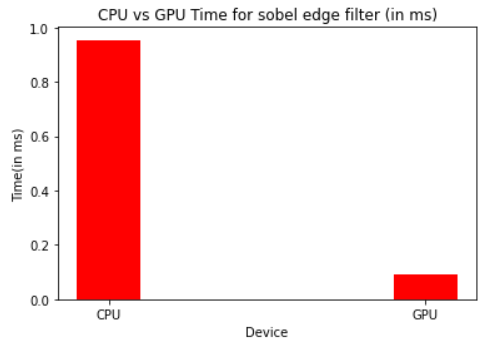 CPU vs GPU Time for sobel edge filter (in ms)
1.0
0.8
0.6
0.4
0.2
0.0
Time(in ms)
CPU GPU
Device